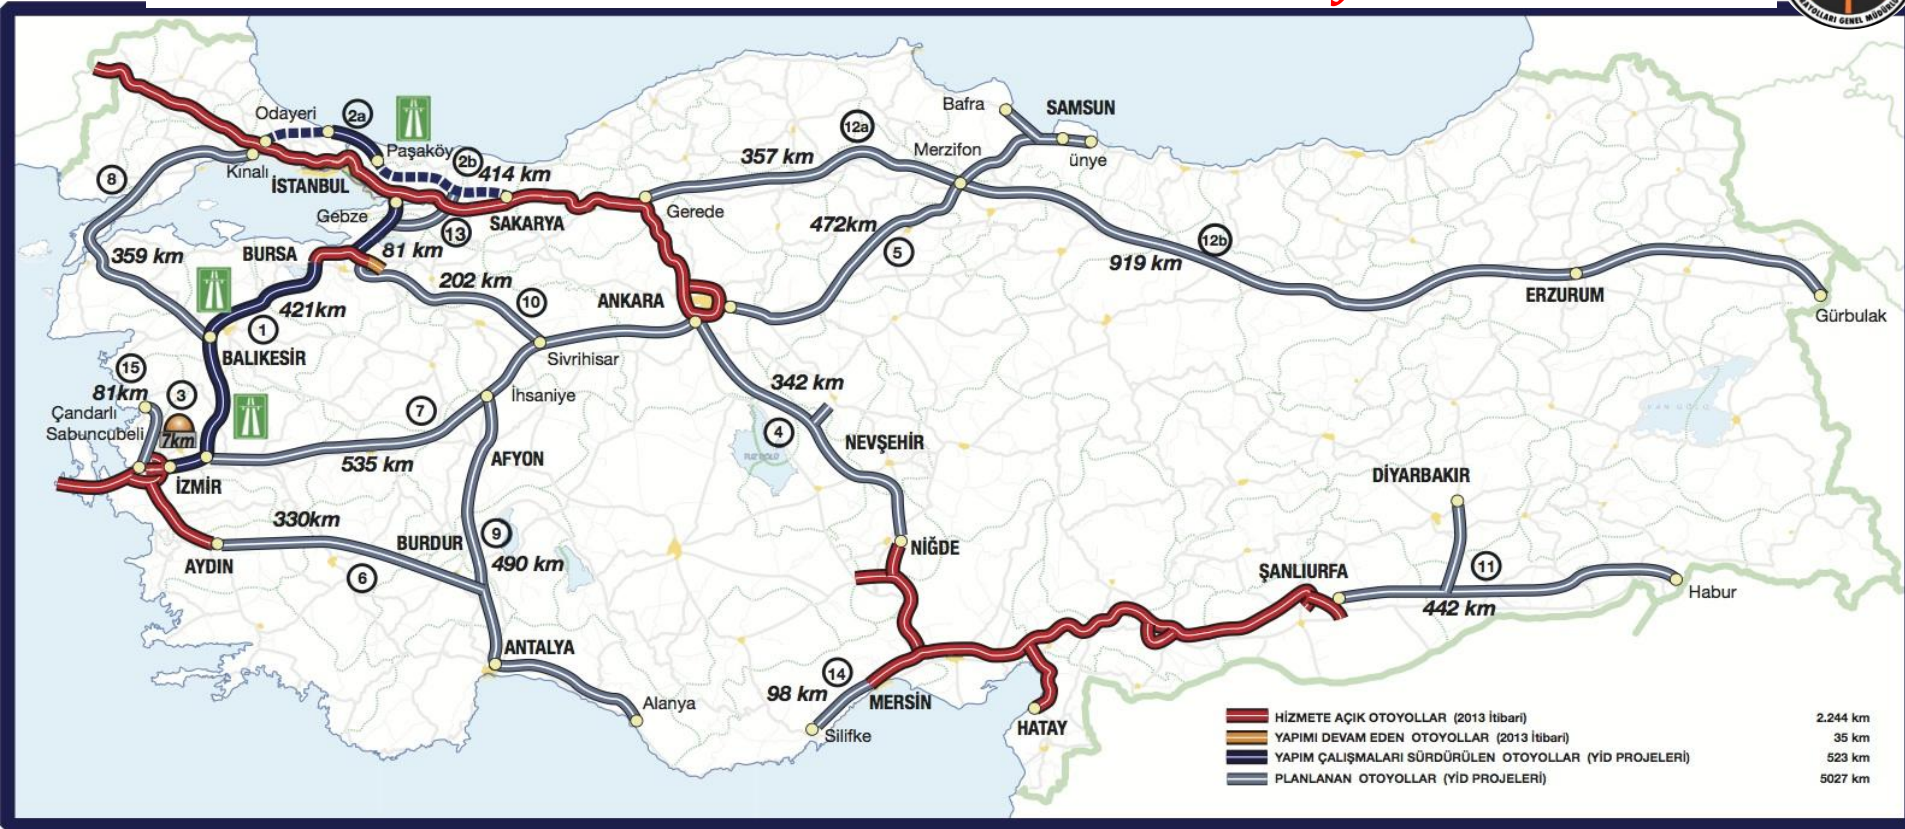 RAYOLLARI GENEL MÜDÜRLÜ
Odayeri
2a
Paşaköy
2b
414 km
Kınalı
İSTANBUL
8
Gebze
SAKARYA
13
81 km
359 km
BURSA
202 km
10
421km
1
BALIKESİR
15
81km
3
Çandarlı
Sabuncubeli
7km
İZMİR
7
535 km
İhsaniye
Sivrihisar
AFYON
330km
BURDUR
9
490 km
AYDIN
6
ANTALYA
Alanya
Gerede
ANKARA
357 km
12a
Merzifon
Bafra
SAMSUN
ünye
472km
5
12b
919 km
ERZURUM
Gürbulak
342 km
4
NEVŞEHİR
NİĞDE
14
98 km
MERSİN
Silifke
HATAY
ŞANLIURFA
DİYARBAKIR
11
442 km
Habur
VAN GÖLÜ
HİZMETE AÇIK OTOYOLLAR (2013 İtibari) 2.244 km
YAPIMI DEVAM EDEN OTOYOLLAR (2013 İtibari) 35 km
YAPIM ÇALIŞMALARI SÜRDÜRÜLEN OTOYOLLAR (YİD PROJELERİ) 523 km
PLANLANAN OTOYOLLAR (YİD PROJELERİ) 5027 km